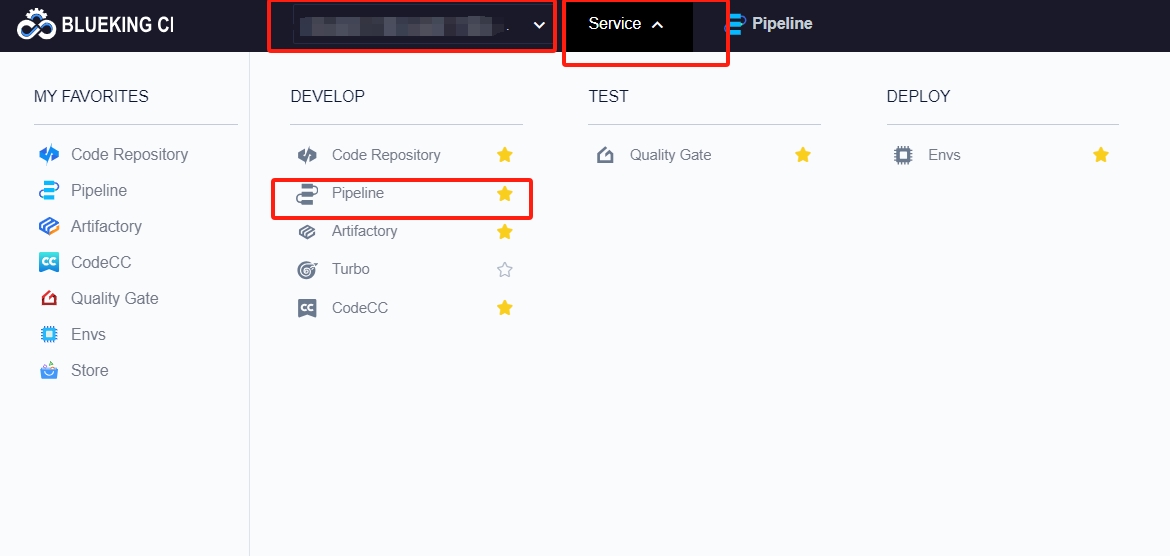 BLUEKING CI
Service
Pipeline
MY FAVORITES
Code Repository
Pipeline
Artifactory
CodeCC
Quality Gate
Envs
Store
DEVELOP
Code Repository
Pipeline
Artifactory
Turbo
CC
CodeCC
TEST
Quality Gate
DEPLOY
Envs